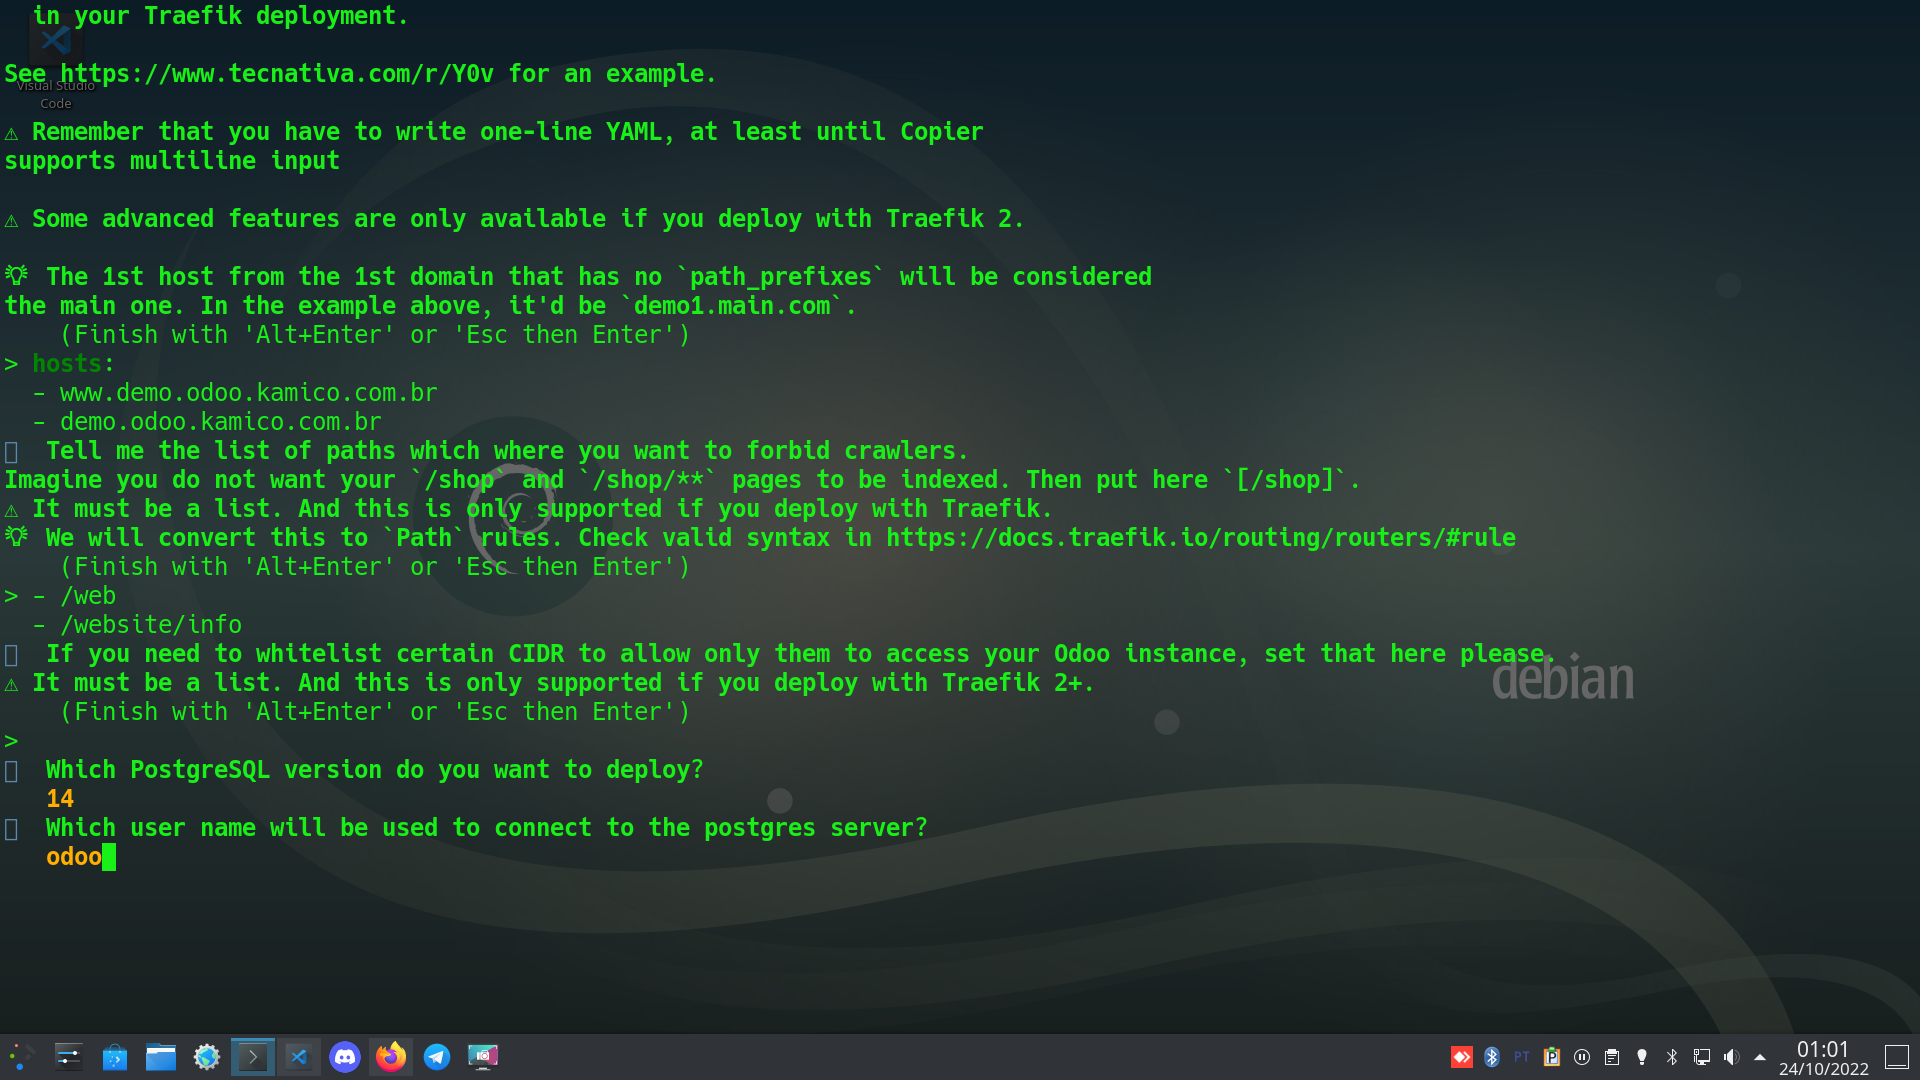 in your Traefik deployment.
See https://www.tecnativa.com/r/Y0v for an example.
Visual Studio
Code
⚠ Remember that you have to write one-line YAML, at least until Copier
supports multiline input
⚠ Some advanced features are only available if you deploy with Traefik 2.
💡 The 1st host from the 1st domain that has no `path_prefixes` will be considered
the main one. In the example above, it'd be `demo1.main.com`.
(Finish with 'Alt+Enter' or 'Esc then Enter')
> hosts:
- www.demo.odoo.kamico.com.br
- demo.odoo.kamico.com.br
Tell me the list of paths which where you want to forbid crawlers.
Imagine you do not want your `/shop` and `/shop/**` pages to be indexed. Then put here `[/shop]`.
⚠ It must be a list. And this is only supported if you deploy with Traefik.
💡 We will convert this to `Path` rules. Check valid syntax in https://docs.traefik.io/routing/routers/#rule
(Finish with 'Alt+Enter' or 'Esc then Enter')
> - /web
- /website/info
If you need to whitelist certain CIDR to allow only them to access your Odoo instance, set that here please.
⚠ It must be a list. And this is only supported if you deploy with Traefik 2+.
(Finish with 'Alt+Enter' or 'Esc then Enter')
>
Which PostgreSQL version do you want to deploy?
14
Which user name will be used to connect to the postgres server?
odoo
debian
PT
01:01
24/10/2022